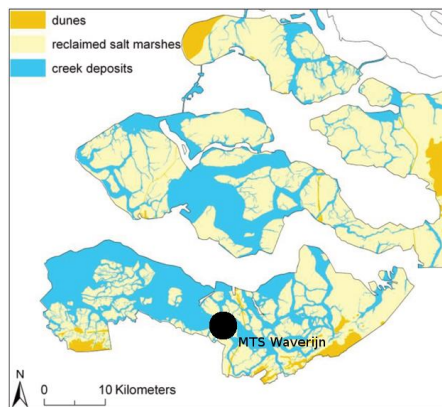 dunes
reclaimed salt marshes
creek deposits
MTS Waverijn
N
0 10 Kilometers